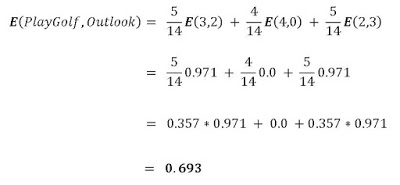 E(PlayGolf, Outlook) = 5/14 E(3,2) + 4/14 E(4,0) + 5/14 E(2,3)
= 5/14 0.971 + 4/14 0.0 + 5/14 0.971
= 0.357 * 0.971 + 0.0 + 0.357 * 0.971
= 0.693